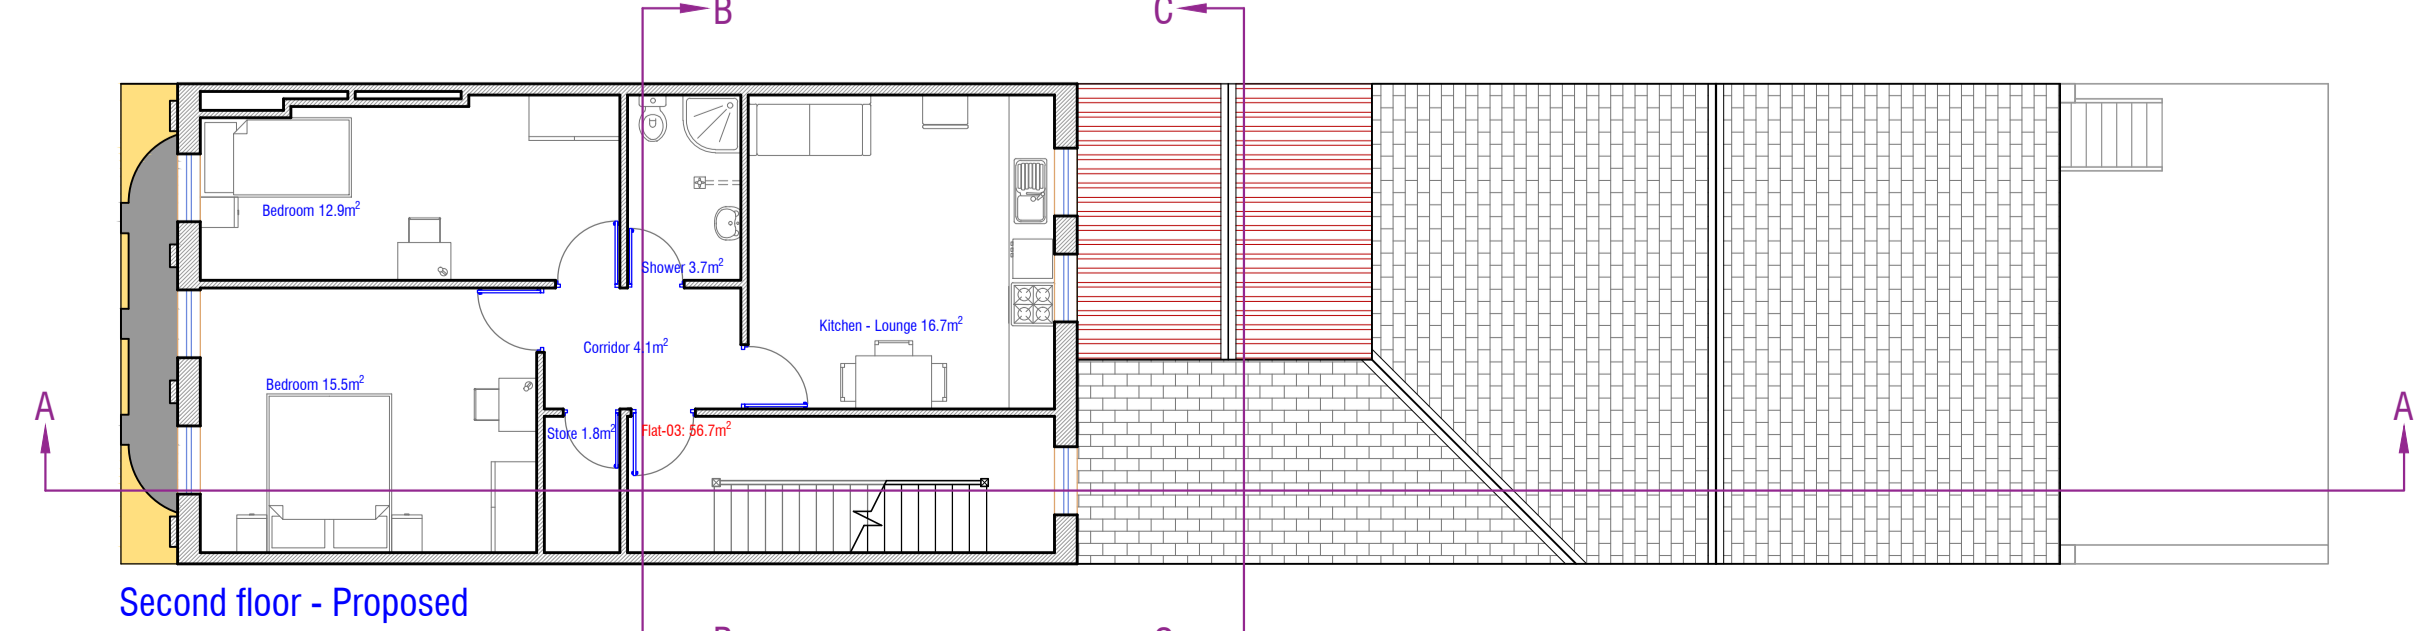 B
C
Bedroom 12.9m²
Shower 3.7m²
Kitchen - Lounge 16.7m²
Corridor 4.1m²
Bedroom 15.5m²
A
A
Store 1.8m²
Flat-03: 56.7m²
Second floor - Proposed